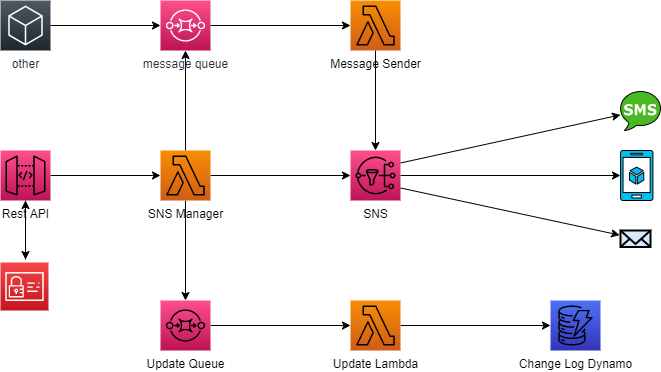 other
message queue
Message Sender
SMS
Rest API
SNS Manager
SNS
Update Queue
Update Lambda
Change Log Dynamo